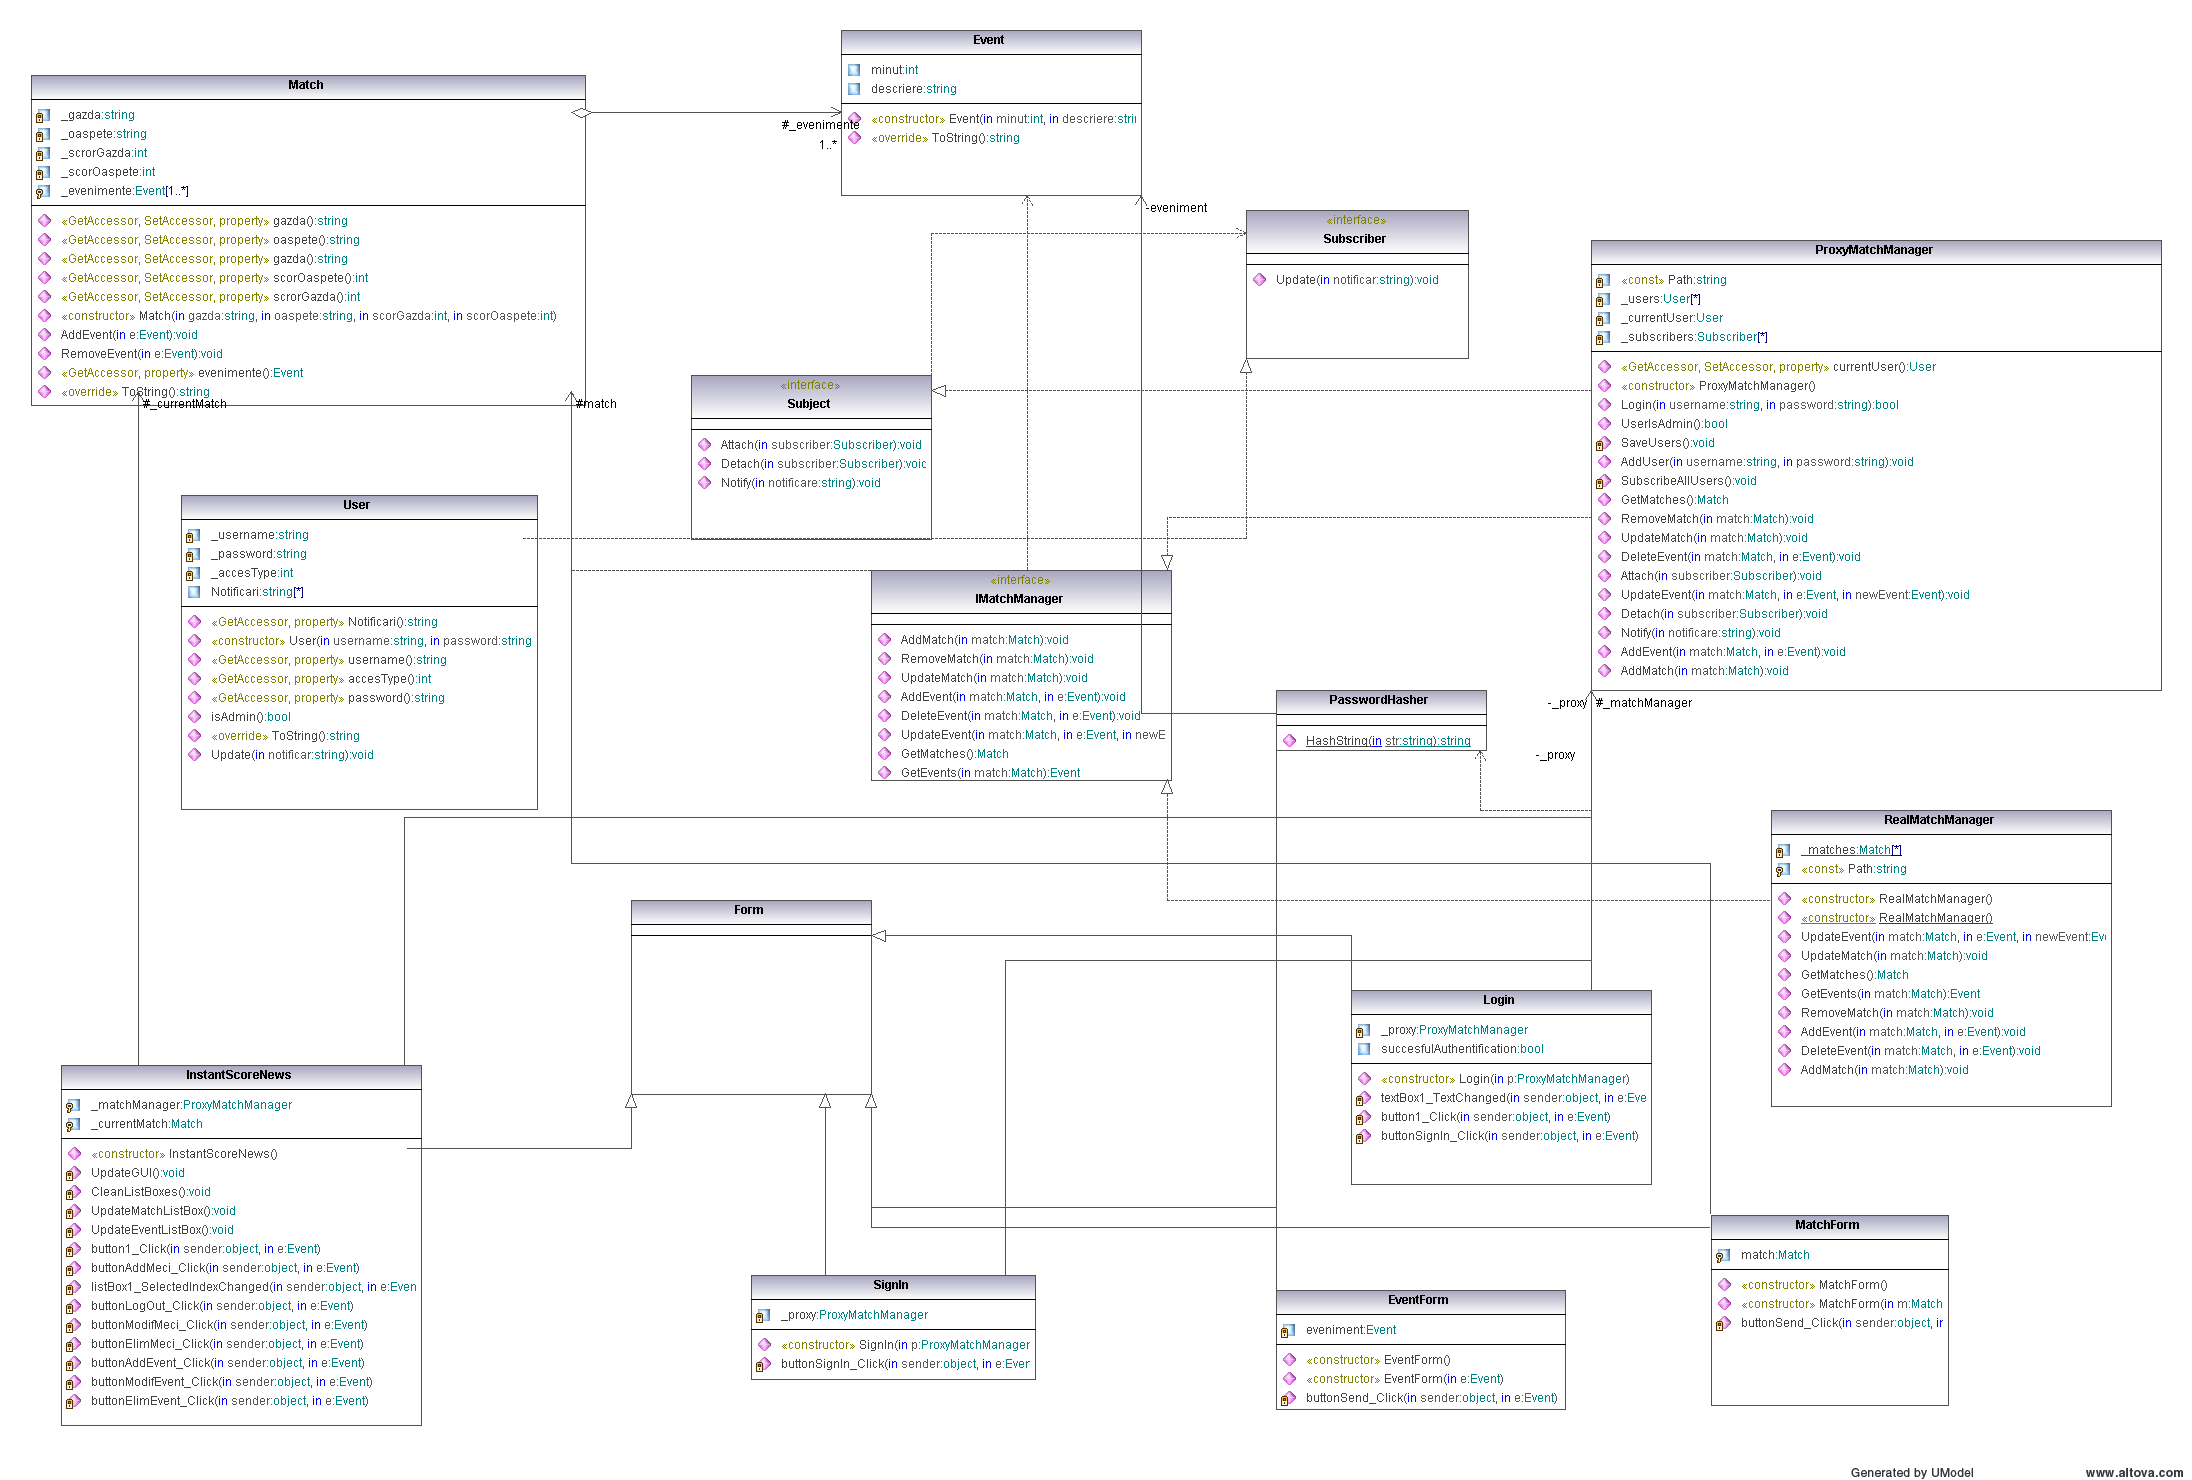 Event
minut:int
descriere:string
«constructor» Event(in minut:int, in descriere:strin
«override» ToString():string
Match
_gazda:string
_oaspete:string
_scrorGazda:int
_scorOaspete:int
_evenimente:Event[1..*]
«GetAccessor, SetAccessor, property» gazda():string
«GetAccessor, SetAccessor, property» oaspete():string
«GetAccessor, SetAccessor, property» gazda():string
«GetAccessor, SetAccessor, property» scorOaspete():int
«GetAccessor, SetAccessor, property» scrorGazda():int
«constructor» Match(in gazda:string, in oaspete:string, in scorGazda:int, in scorOaspete:int)
AddEvent(in e:Event):void
RemoveEvent(in e:Event):void
«GetAccessor, property» evenimente():Event
«override» ToString():string
#_evenimente
1..*
-eveniment
#_currentMatch
#match
«interface»
Subscriber
Update(in notificar:string):void
ProxyMatchManager
«const» Path:string
_users:User[*]
_currentUser:User
_subscribers:Subscriber[*]
«GetAccessor, SetAccessor, property» currentUser():User
«constructor» ProxyMatchManager()
Login(in username:string, in password:string):bool
UserIsAdmin():bool
SaveUsers():void
AddUser(in username:string, in password:string):void
SubscribeAllUsers():void
GetMatches():Match
RemoveMatch(in match:Match):void
UpdateMatch(in match:Match):void
DeleteEvent(in match:Match, in e:Event):void
Attach(in subscriber:Subscriber):void
UpdateEvent(in match:Match, in e:Event, in newEvent:Event):void
Detach(in subscriber:Subscriber):void
Notify(in notificare:string):void
AddEvent(in match:Match, in e:Event):void
AddMatch(in match:Match):void
«interface»
Subject
Attach(in subscriber:Subscriber):void
Detach(in subscriber:Subscriber):voic
Notify(in notificare:string):void
User
_username:string
_password:string
_accesType:int
Notificari:string[*]
«GetAccessor, property» Notificari():string
«constructor» User(in username:string, in password:string
«GetAccessor, property» username():string
«GetAccessor, property» accesType():int
«GetAccessor, property» password():string
isAdmin():bool
«override» ToString():string
Update(in notificar:string):void
«interface»
IMatchManager
AddMatch(in match:Match):void
RemoveMatch(in match:Match):void
UpdateMatch(in match:Match):void
AddEvent(in match:Match, in e:Event):void
DeleteEvent(in match:Match, in e:Event):void
UpdateEvent(in match:Match, in e:Event, in newE
GetMatches():Match
GetEvents(in match:Match):Event
PasswordHasher
HashString(in str:string):string
-_proxy
#_matchManager
-_proxy
RealMatchManager
_matches:Match[*]
«const» Path:string
«constructor» RealMatchManager()
«constructor» RealMatchManager()
UpdateEvent(in match:Match, in e:Event, in newEvent:Eve
UpdateMatch(in match:Match):void
GetMatches():Match
GetEvents(in match:Match):Event
RemoveMatch(in match:Match):void
AddEvent(in match:Match, in e:Event):void
DeleteEvent(in match:Match, in e:Event):void
AddMatch(in match:Match):void
Form
Login
_proxy:ProxyMatchManager
succesfulAuthentification:bool
«constructor» Login(in p:ProxyMatchManager)
textBox1_TextChanged(in sender:object, in e:Eve
button1_Click(in sender:object, in e:Event)
buttonSignIn_Click(in sender:object, in e:Event)
InstantScoreNews
_matchManager:ProxyMatchManager
_currentMatch:Match
«constructor» InstantScoreNews()
UpdateGUI():void
CleanListBoxes():void
UpdateMatchListBox():void
UpdateEventListBox():void
button1_Click(in sender:object, in e:Event)
buttonAddMeci_Click(in sender:object, in e:Event)
listBox1_SelectedIndexChanged(in sender:object, in e:Even
buttonLogOut_Click(in sender:object, in e:Event)
buttonModifMeci_Click(in sender:object, in e:Event)
buttonElimMeci_Click(in sender:object, in e:Event)
buttonAddEvent_Click(in sender:object, in e:Event)
buttonModifEvent_Click(in sender:object, in e:Event)
buttonElimEvent_Click(in sender:object, in e:Event)
SignIn
_proxy:ProxyMatchManager
«constructor» SignIn(in p:ProxyMatchManager
buttonSignIn_Click(in sender:object, in e:Ever
EventForm
eveniment:Event
«constructor» EventForm()
«constructor» EventForm(in e:Event)
buttonSend_Click(in sender:object, in e:Event)
MatchForm
match:Match
«constructor» MatchForm()
«constructor» MatchForm(in m:Match
buttonSend_Click(in sender:object, ir
Generated by UModel
www.altova.com